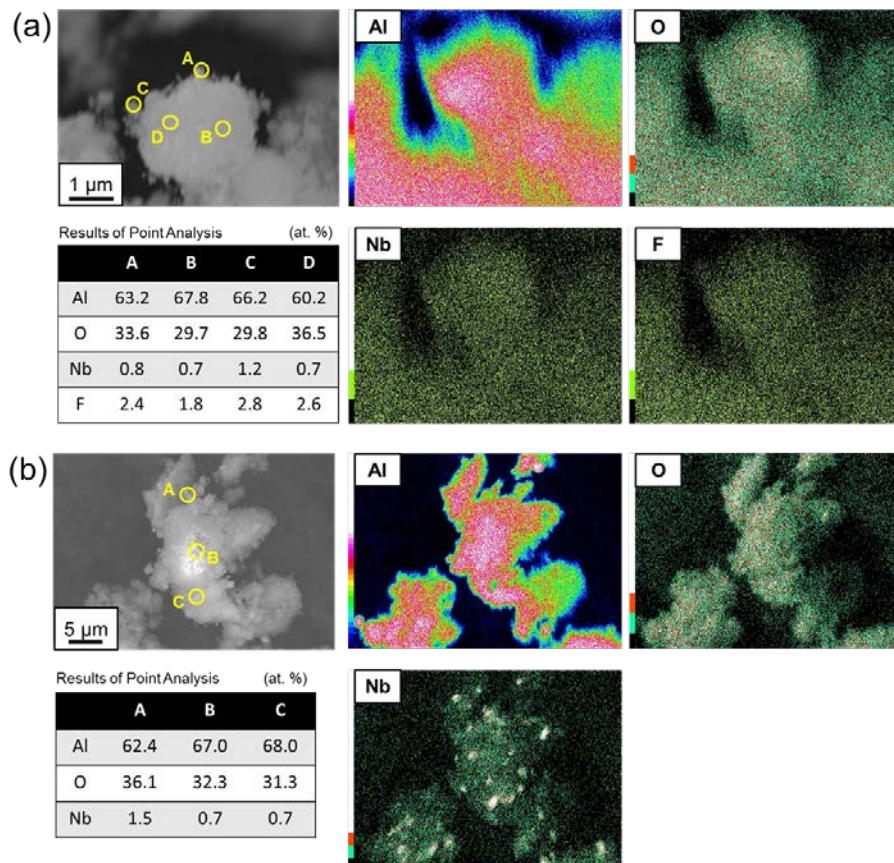 (a)
A
C
D
B
1 μm
Al
O
Results of Point Analysis (at. %)
A B C D
Al 63.2 67.8 66.2 60.2
O 33.6 29.7 29.8 36.5
Nb 0.8 0.7 1.2 0.7
F 2.4 1.8 2.8 2.6
Nb
F
(b)
A
B
C
5 μm
Al
O
Results of Point Analysis (at. %)
A B C
Al 62.4 67.0 68.0
O 36.1 32.3 31.3
Nb 1.5 0.7 0.7
Nb